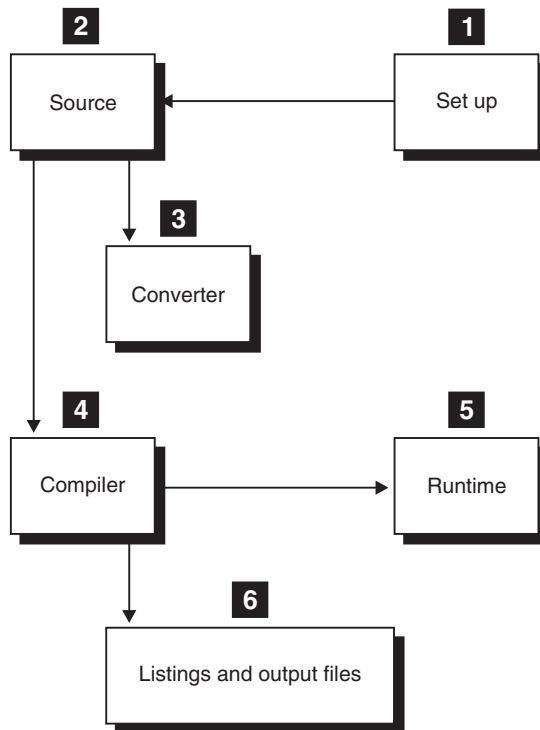 2
1
Source
Set up
3
Converter
4
5
Compiler
Runtime
6
Listings and output files